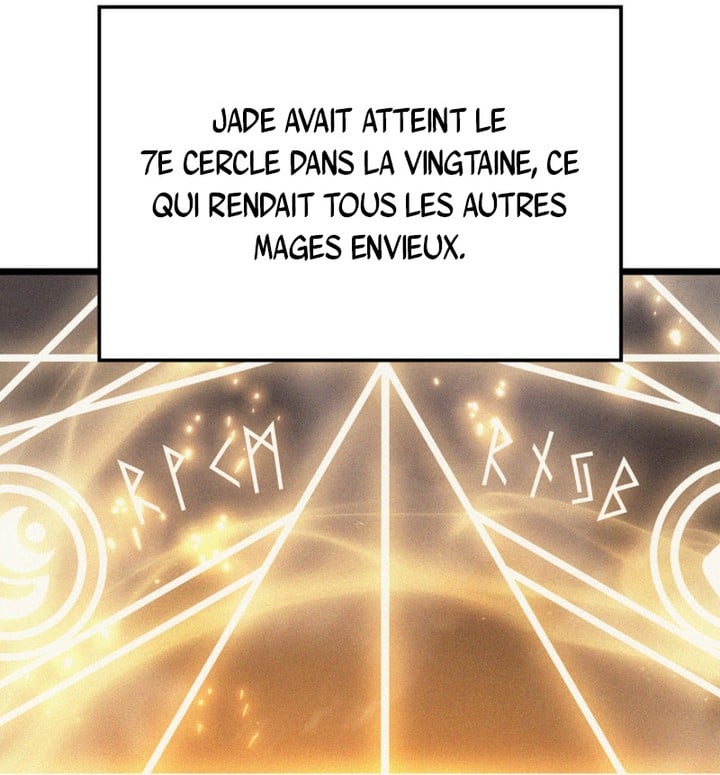 JADE AVAIT ATTEINT LE
7E CERCLE DANS LA VINGTAINE, CE
QUI RENDAIT TOUS LES AUTRES
MAGES ENVIEUX.